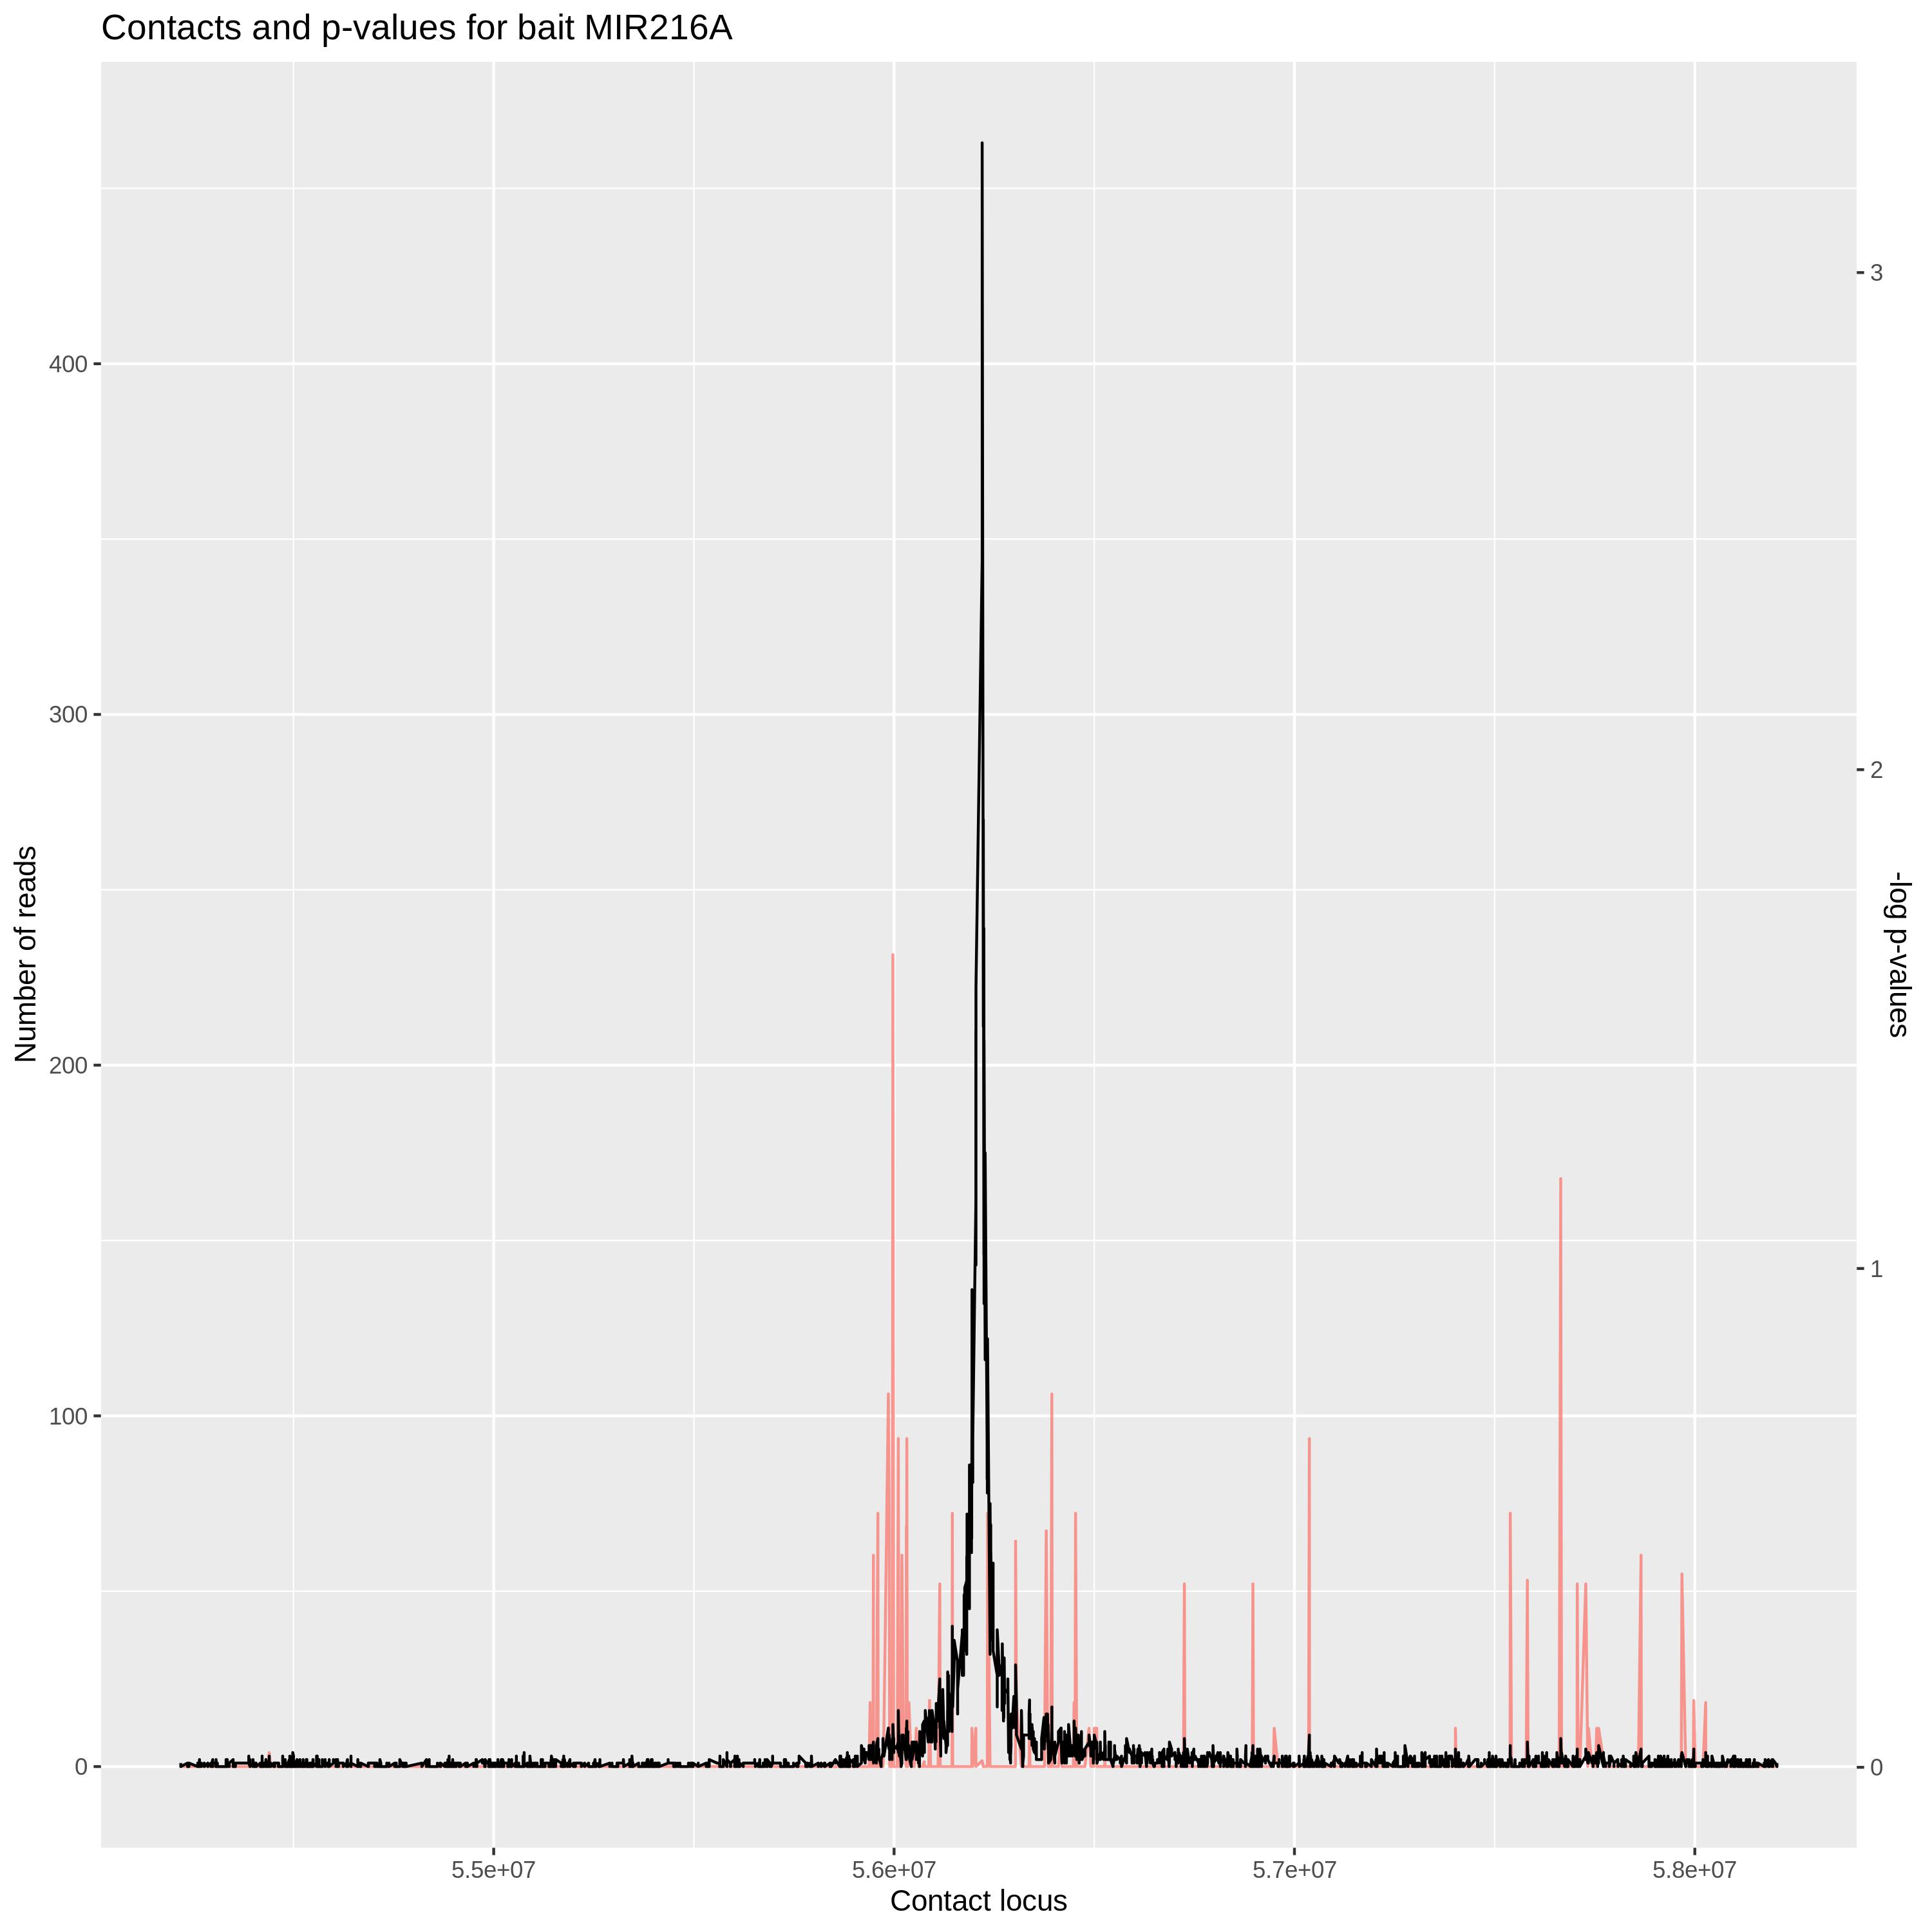 Contacts and p-values for bait MIR216A
Number of reads
400
300
200
100
0
3
2
1
0
-log p-values
5.5e+07
5.6e+07
5.7e+07
5.8e+07
Contact locus